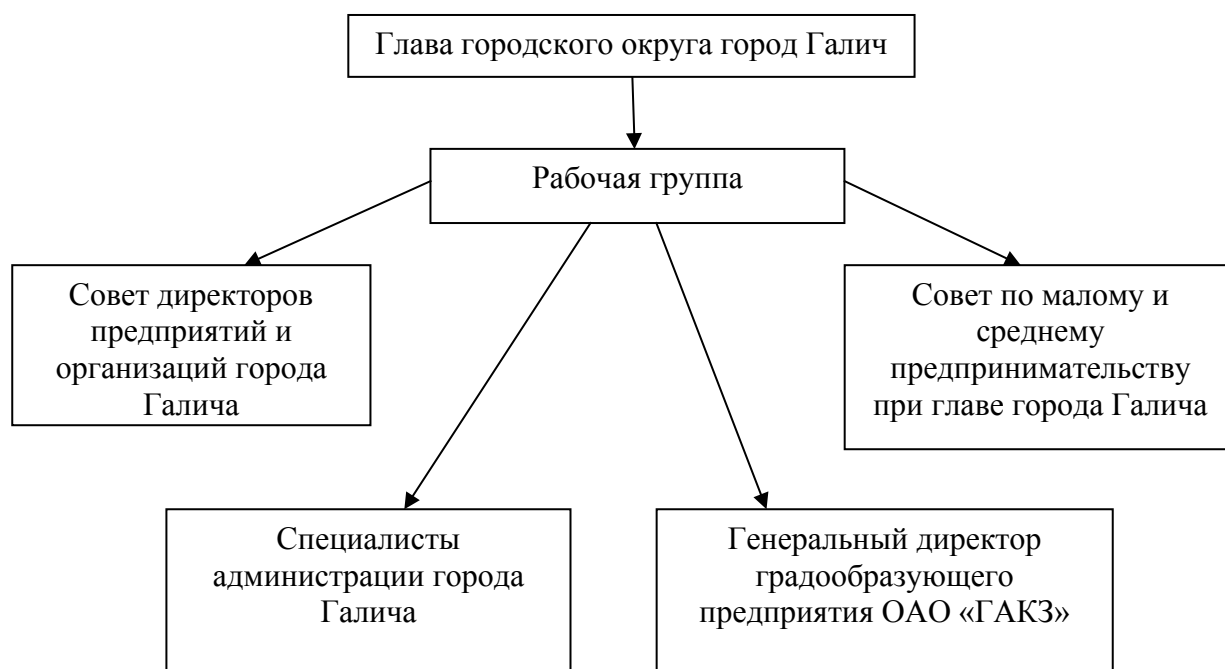 Глава городского округа город Галич
Рабочая группа
Совет директоров
предприятий и
организаций города
Галича
Совет по малому и
среднему
предпринимательству
при главе города Галича
Специалисты
администрации города
Галича
Генеральный директор
градообразующего
предприятия ОАО «ГАКЗ»